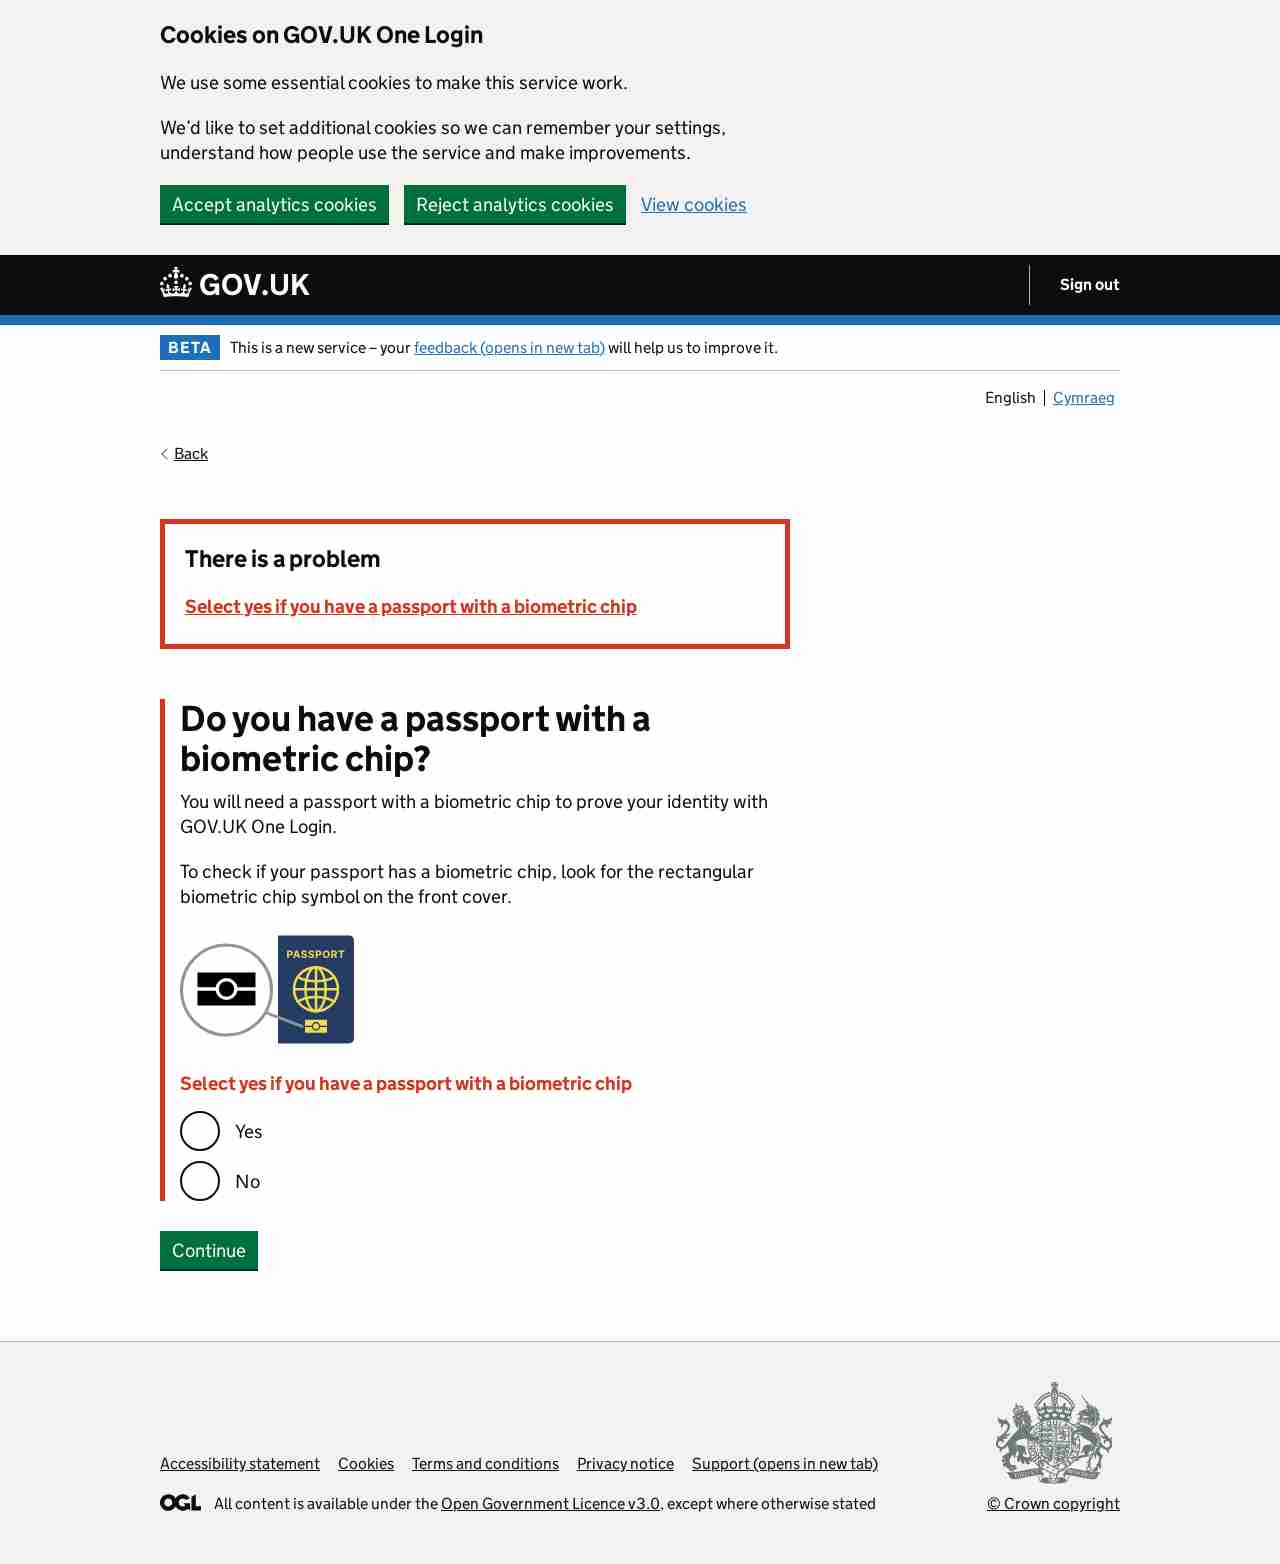 Cookies on GOV.UK One Login
We use some essential cookies to make this service work.
We’d like to set additional cookies so we can remember your settings,
understand how people use the service and make improvements.
Accept analytics cookies Reject analytics cookies View cookies
GOV.UK Sign out
BETA This is a new service – your feedback (opens in new tab) will help us to improve it.
English Cymraeg
Back
There is a problem
Select yes if you have a passport with a biometric chip
Do you have a passport with a
biometric chip?
You will need a passport with a biometric chip to prove your identity with
GOV.UK One Login.
To check if your passport has a biometric chip, look for the rectangular
biometric chip symbol on the front cover.
PASSPORT
Select yes if you have a passport with a biometric chip
Yes
No
Continue
Accessibility statement Cookies Terms and conditions Privacy notice Support (opens in new tab)
OGL All content is available under the Open Government Licence v3.0, except where otherwise stated © Crown copyright